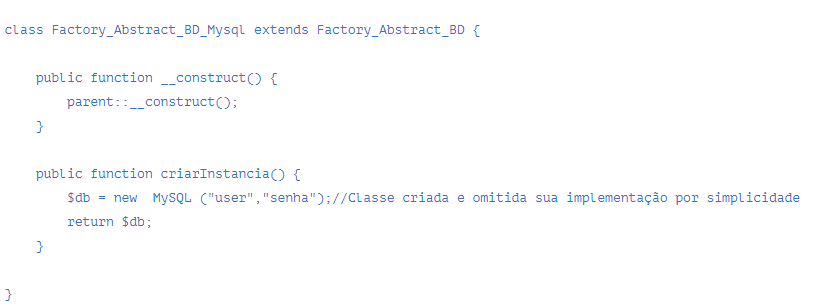 class Factory_Abstract_BD_Mysql extends Factory_Abstract_BD {
public function __construct() {
parent::__construct();
}
public function criarInstancia() {
$db = new  MySQL ("user","senha");//Classe criada e omitida sua implementação por simplicidade
return $db;
}
}